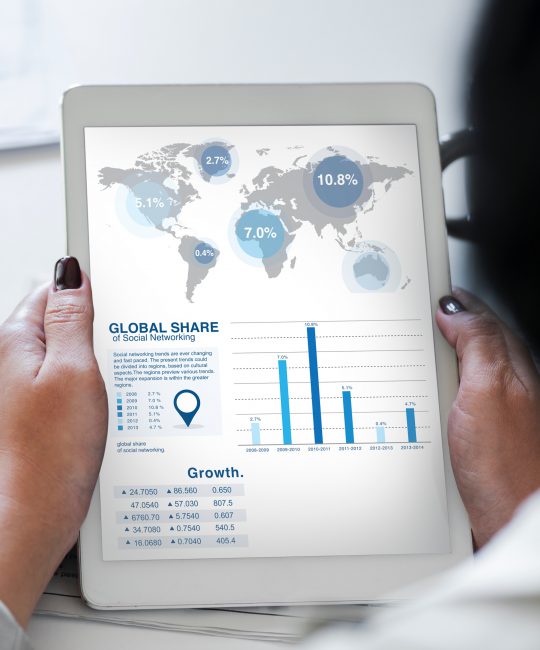 2.7%
10.8%
5.1%
7.0%
0.4%
GLOBAL SHARE
of Social Networking
Social networking trends are ever changing
and fast paced. The present trends could
be divided into regions, based on cultural
aspects.The regions preview various trends.
The major expansion is within the greater
regions.
2008 2.7 %
2009 7.0 %
2010 10.8 %
2011 5.1%
2012 0.4%
2013 4.7 %
global share
of social networking.
2.7%
7.0%
10.8%
5.1%
0.4%
4.7%
2008-2009 2009-2010 2010-2011 2011-2012 2012-2013 2013-2014
Growth.
▲ 24.7050 ▲ 86.560 0.650
47.0540 ▲ 57.030 807.5
▲ 6760.70 ▲ 5.7540 0.607
▲ 34.7080 ▲ 0.7540 540.5
▲ 16.0680 ▲ 0.7040 405.4